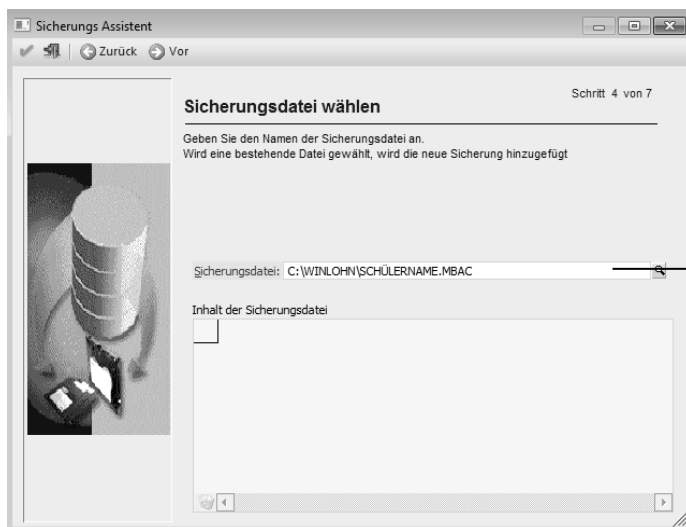 Sicherungs Assistent
Zurück Vor
Schritt 4 von 7
Sicherungsdatei wählen
Geben Sie den Namen der Sicherungsdatei an.
Wird eine bestehende Datei gewählt, wird die neue Sicherung hinzugefügt
Sicherungsdatei: C:\WINLOHN\SCHÜLERNAME.MBAC
Inhalt der Sicherungsdatei